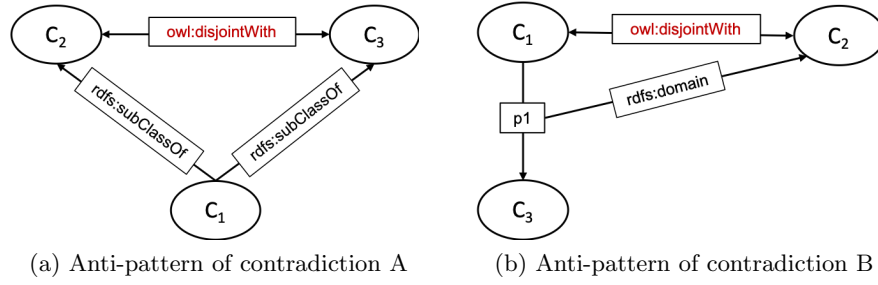 C2 owl:disjointWith C3
rdfs:subClassOf rdfs:subClassOf
C1
(a) Anti-pattern of contradiction A
C1 owl:disjointWith C2
rdfs:domain
p1
C3
(b) Anti-pattern of contradiction B